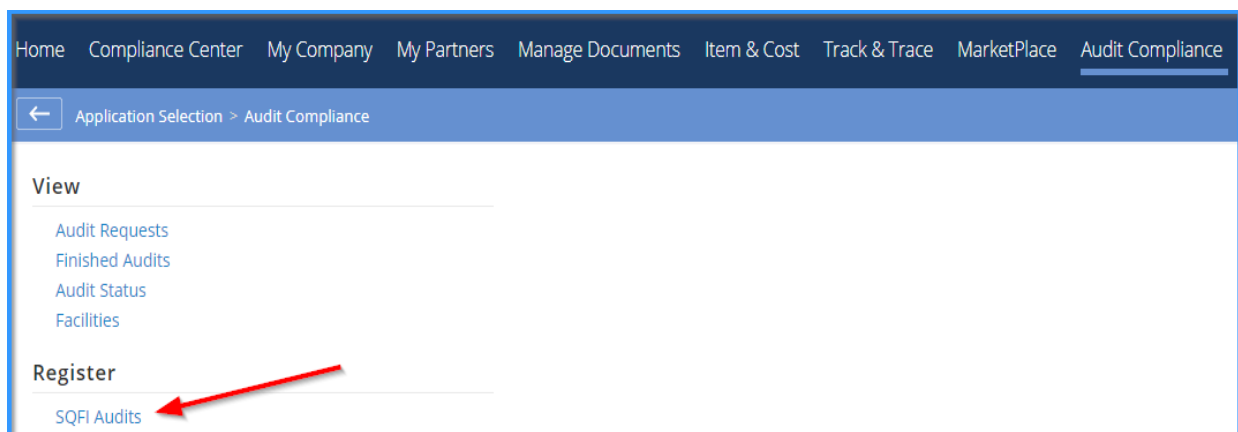 Home Compliance Center My Company My Partners Manage Documents Item & Cost Track & Trace MarketPlace Audit Compliance
Application Selection > Audit Compliance
View
Audit Requests
Finished Audits
Audit Status
Facilities
Register
SQFI Audits